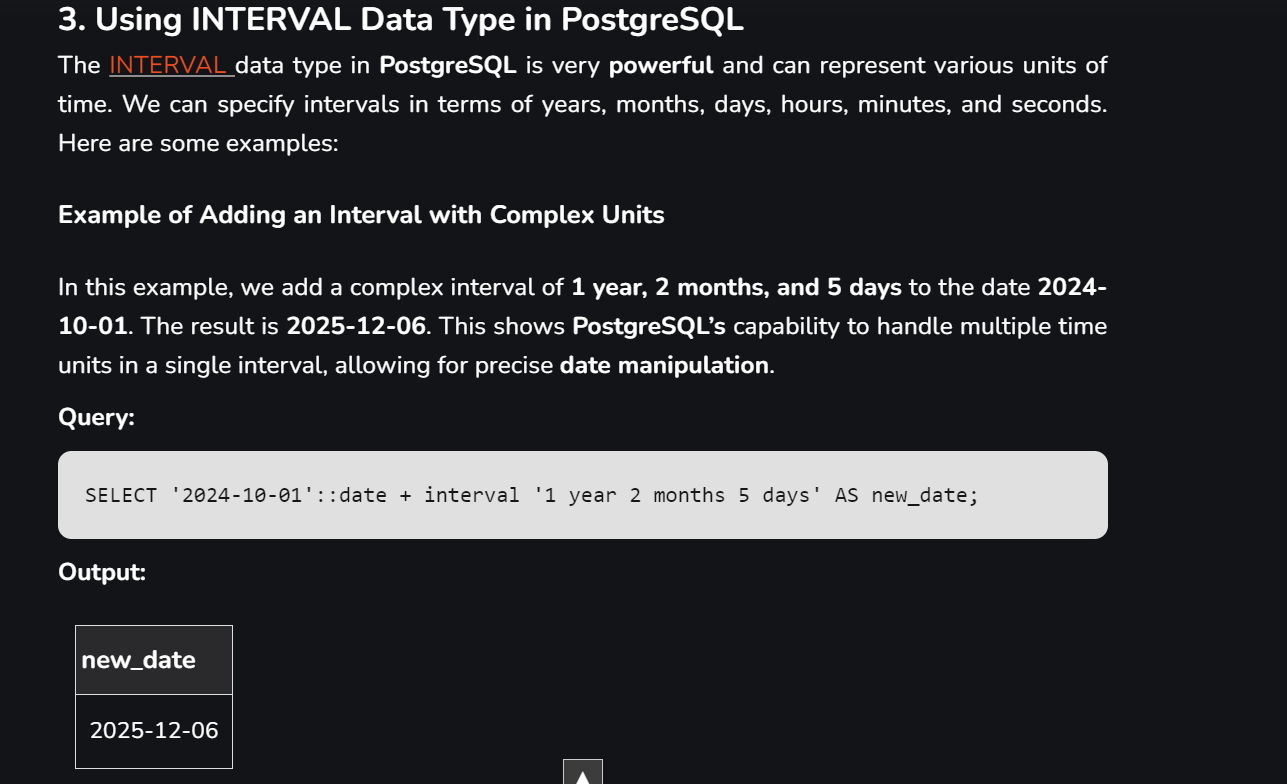 3. Using INTERVAL Data Type in PostgreSQL
The INTERVAL data type in PostgreSQL is very powerful and can represent various units of
time. We can specify intervals in terms of years, months, days, hours, minutes, and seconds.
Here are some examples:
Example of Adding an Interval with Complex Units
In this example, we add a complex interval of 1 year, 2 months, and 5 days to the date 2024-
10-01. The result is 2025-12-06. This shows PostgreSQL’s capability to handle multiple time
units in a single interval, allowing for precise date manipulation.
Query:
SELECT '2024-10-01'::date + interval '1 year 2 months 5 days' AS new_date;
Output:
new_date
2025-12-06